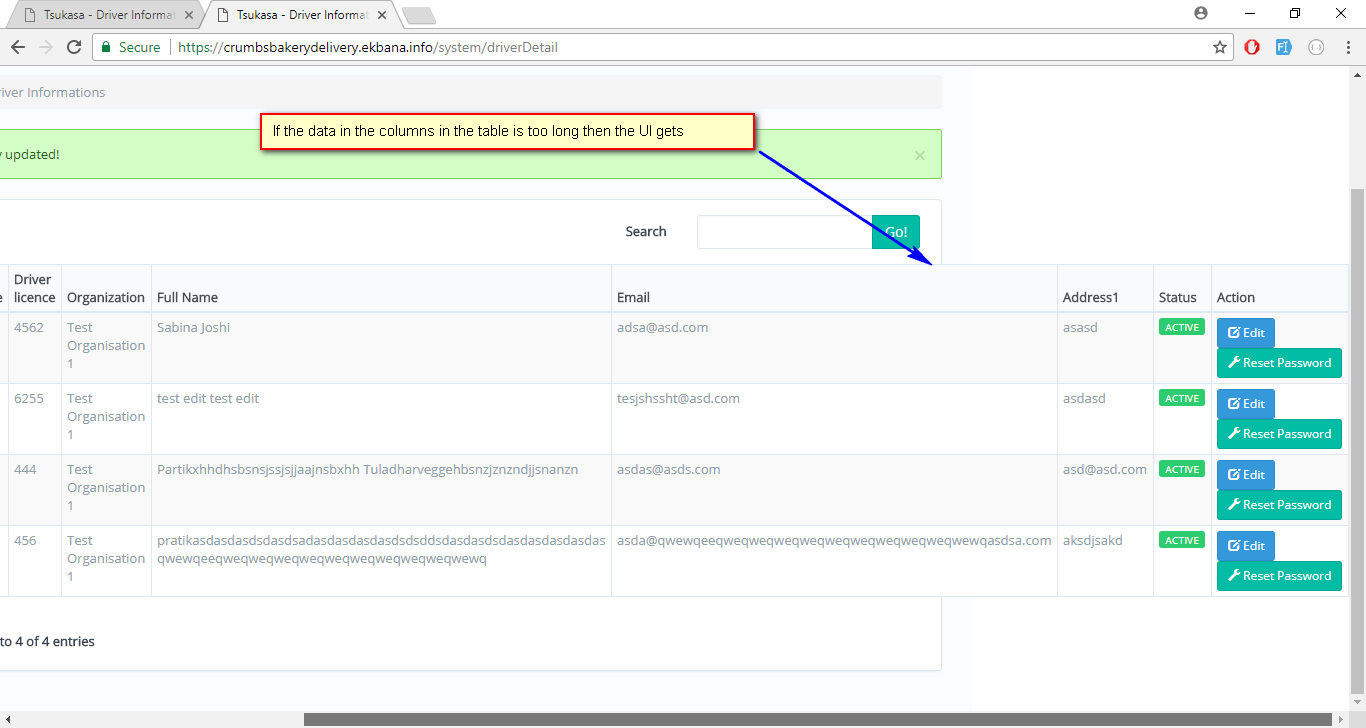 Tsukasa - Driver Informat
Tsukasa - Driver Informat
Secure
https://crumbsbakerydelivery.ekbana.info/system/driverDetail
iver Informations
If the data in the columns in the table is too long then the UI gets
y updated!
×
Search
Go!
e
Driver licence
Organization
Full Name
Email
Address1
Status
Action
4562
Test
Organisation
1
Sabina Joshi
adsa@asd.com
asasd
ACTIVE
Edit
Reset Password
6255
Test
Organisation
1
test edit test edit
tesjshssht@asd.com
asdasd
ACTIVE
Edit
Reset Password
444
Test
Organisation
1
Partikxhhdhsbsnsjssjsjjaajnsbxhh Tuladharveggehbsnzjznzndjjsnanzn
asdas@asds.com
asd@asd.com
ACTIVE
Edit
Reset Password
456
Test
Organisation
1
pratikasdasdasdsdasdsadasdasdasdasdasdsdsddsdasdasdsdasdasdasdasdas
qwewqeeqweqweqweqweqweqweqweqweqweqwewq
asda@qwewqeeqweqweqweqweqweqweqweqweqweqwewqasdsa.com
aksdjsakd
ACTIVE
Edit
Reset Password
to 4 of 4 entries